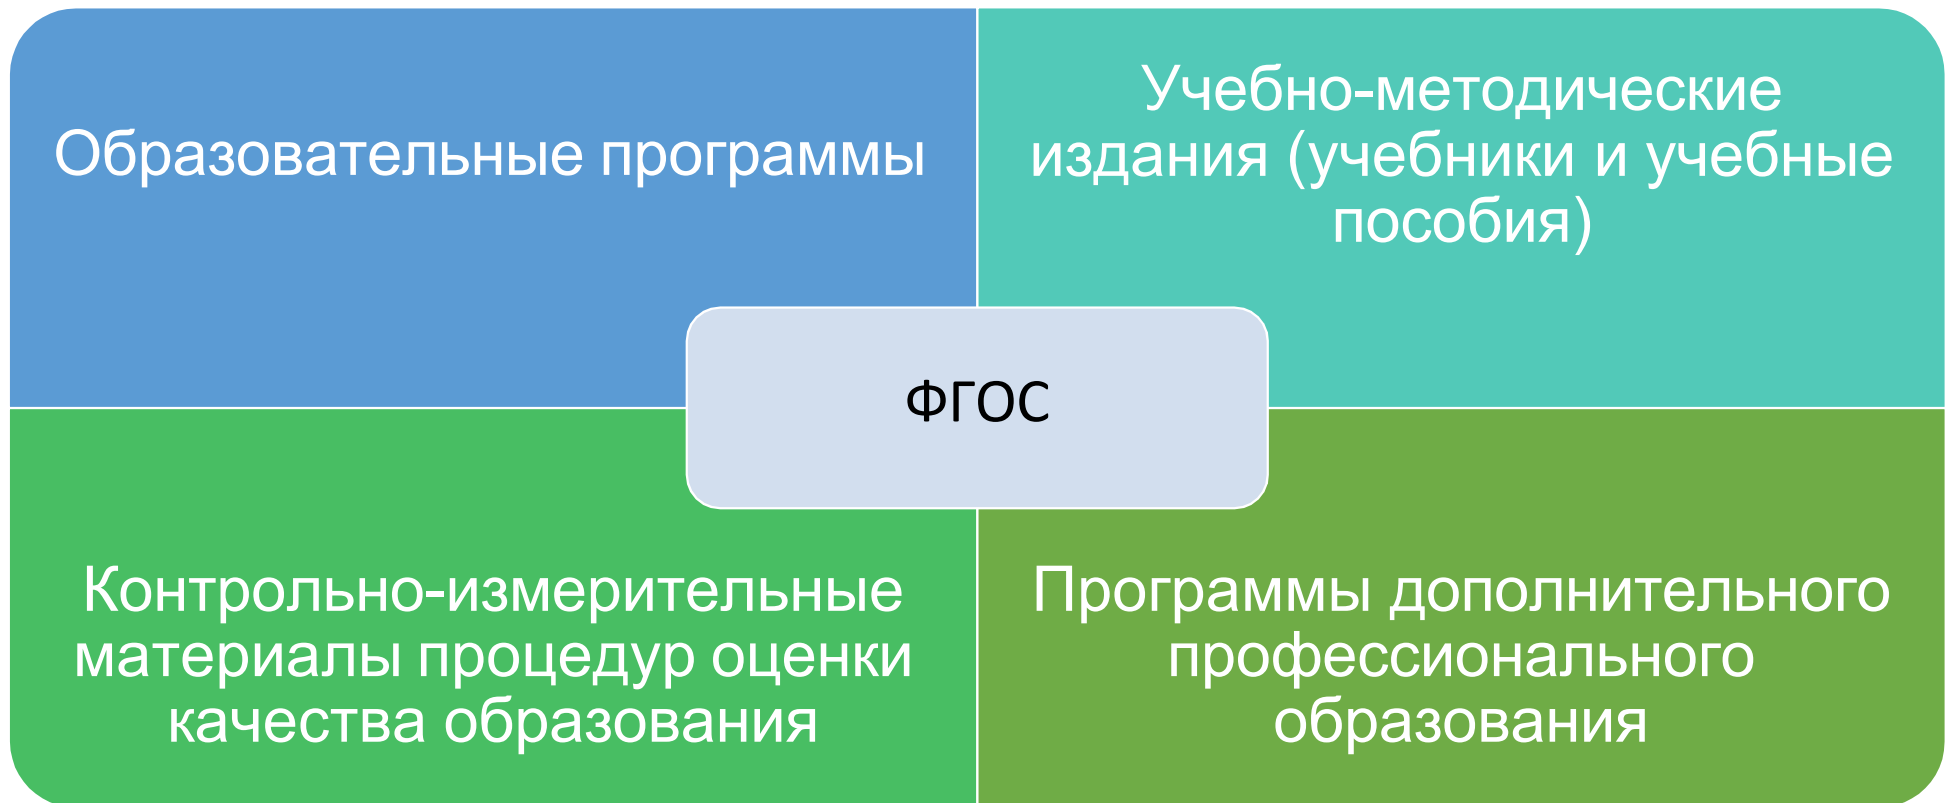 Образовательные программы
Учебно-методические
издания (учебники и учебные
пособия)
ФГОС
Контрольно-измерительные
материалы процедур оценки
качества образования
Программы дополнительного
профессионального
образования